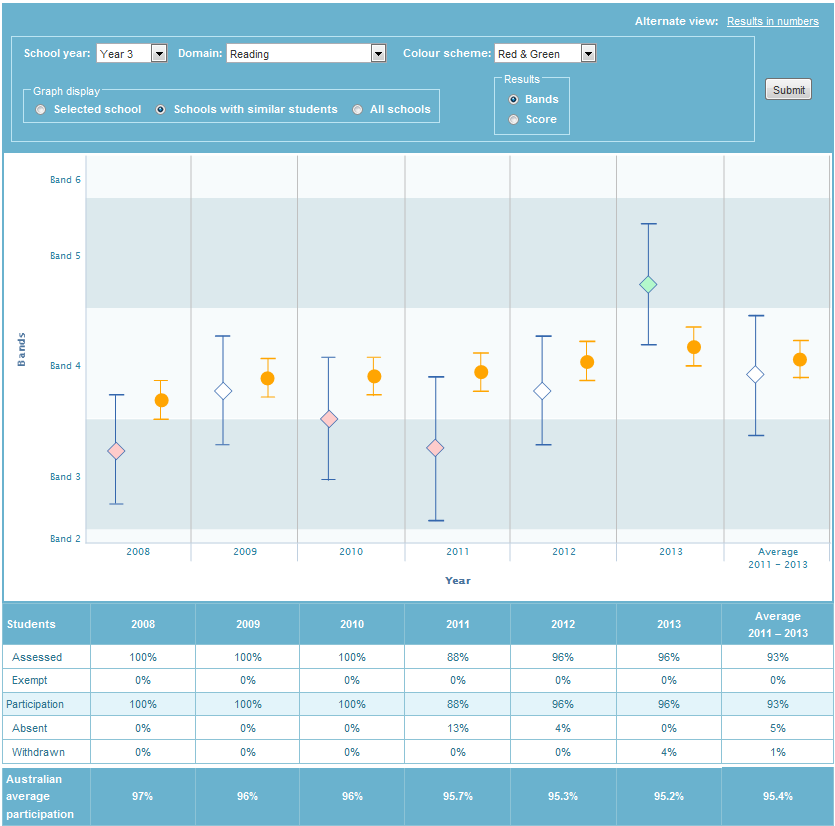 Alternate view: Results in numbers
School year: Year 3 Domain: Reading Colour scheme: Red & Green
Graph display
Selected school Schools with similar students All schools
Results
Bands
Score
Submit
Band 6
Band 5
Band 4
Band 3
Band 2
Bands
2008 2009 2010 2011 2012 2013 Average 2011 – 2013
Year
Students 2008 2009 2010 2011 2012 2013 Average 2011 – 2013
Assessed 100% 100% 100% 88% 96% 96% 93%
Exempt 0% 0% 0% 0% 0% 0% 0%
Participation 100% 100% 100% 88% 96% 96% 93%
Absent 0% 0% 0% 13% 4% 0% 5%
Withdrawn 0% 0% 0% 0% 0% 4% 1%
Australian average participation 97% 96% 96% 95.7% 95.3% 95.2% 95.4%